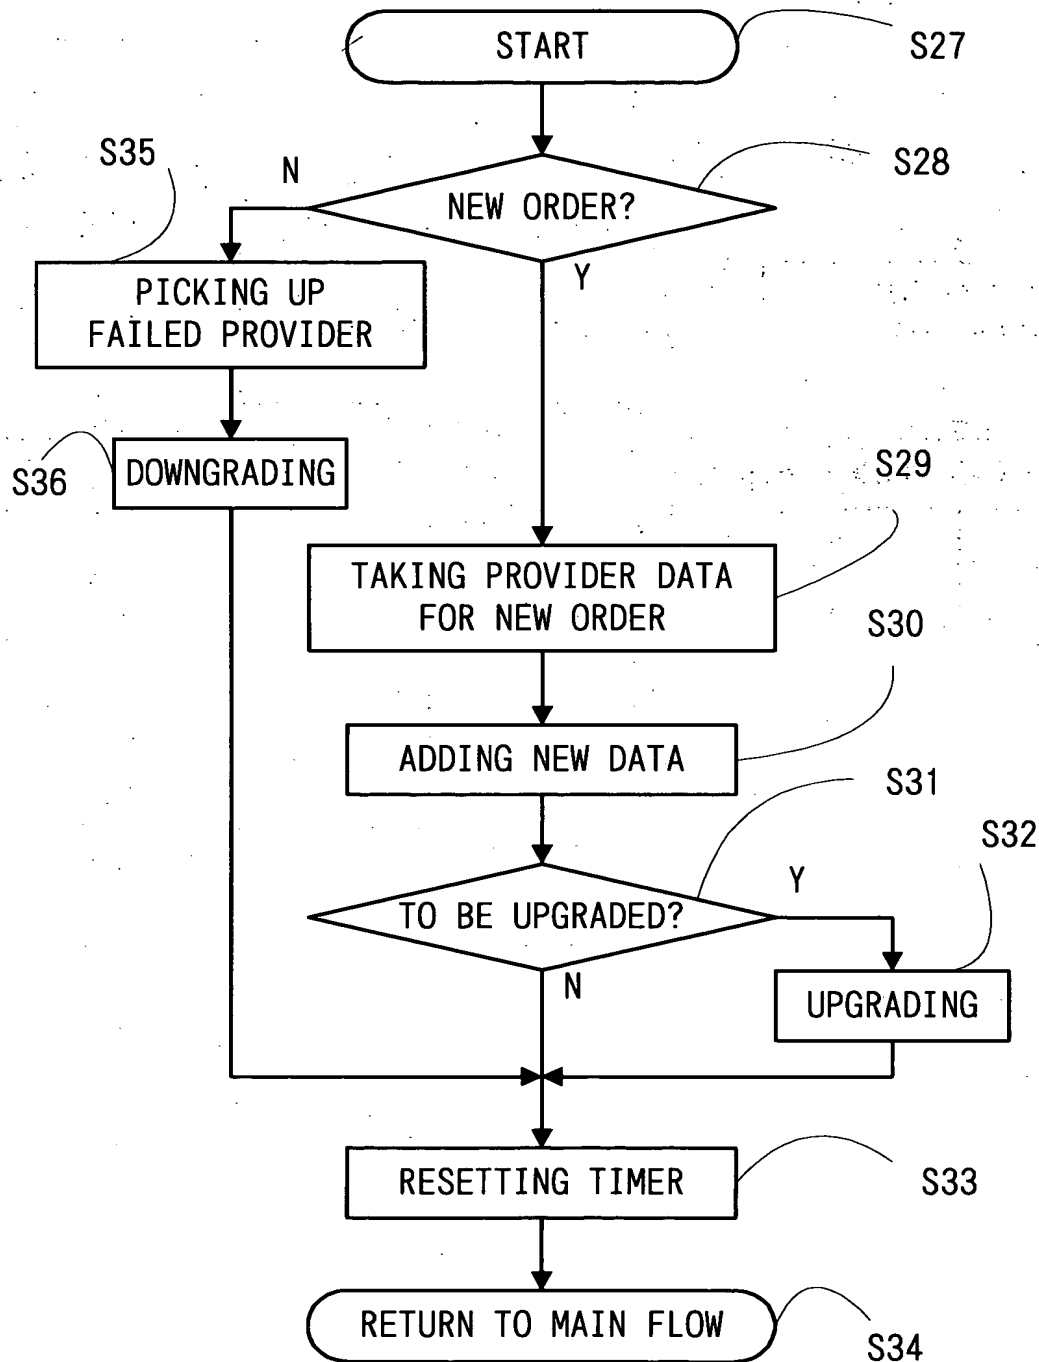 START
S27
S35
N
S28
NEW ORDER?
Y
PICKING UP
FAILED PROVIDER
S36
DOWNGRADING
S29
TAKING PROVIDER DATA
FOR NEW ORDER
S30
ADDING NEW DATA
S31
S32
Y
TO BE UPGRADED?
N
UPGRADING
RESETTING TIMER
S33
RETURN TO MAIN FLOW
S34